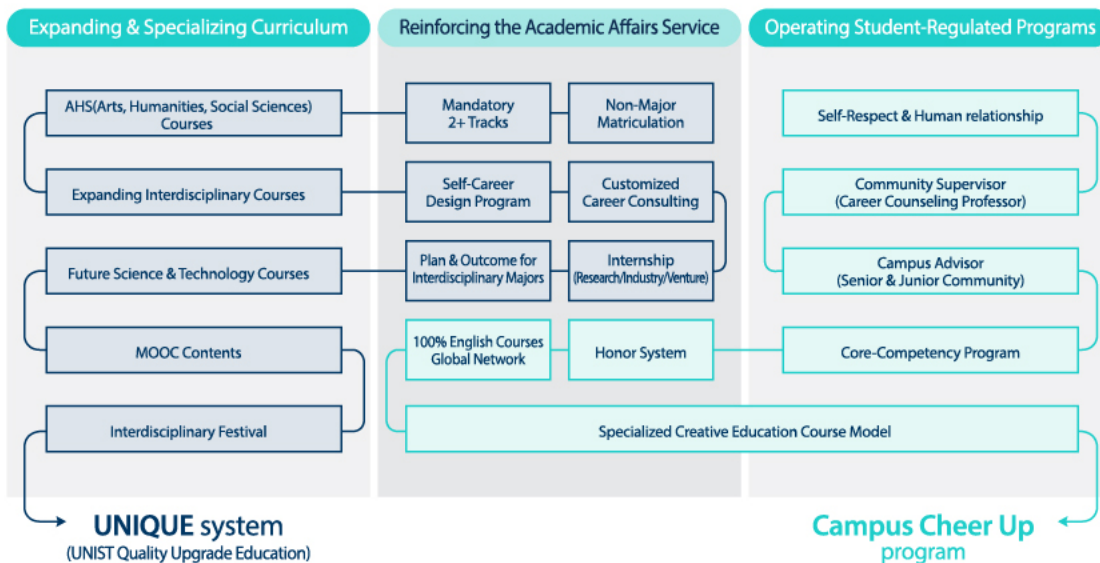 Expanding & Specializing Curriculum
Reinforcing the Academic Affairs Service
Operating Student-Regulated Programs
AHS(Arts, Humanities, Social Sciences)
Courses
Mandatory
2+ Tracks
Non-Major
Matriculation
Self-Respect & Human relationship
Expanding Interdisciplinary Courses
Self-Career
Design Program
Customized
Career Consulting
Community Supervisor
(Career Counseling Professor)
Future Science & Technology Courses
Plan & Outcome for
Interdisciplinary Majors
Internship
(Research/Industry/Venture)
Campus Advisor
(Senior & Junior Community)
MOOC Contents
100% English Courses
Global Network
Honor System
Core-Competency Program
Interdisciplinary Festival
Specialized Creative Education Course Model
UNIQUE system
(UNIST Quality Upgrade Education)
Campus Cheer Up
program